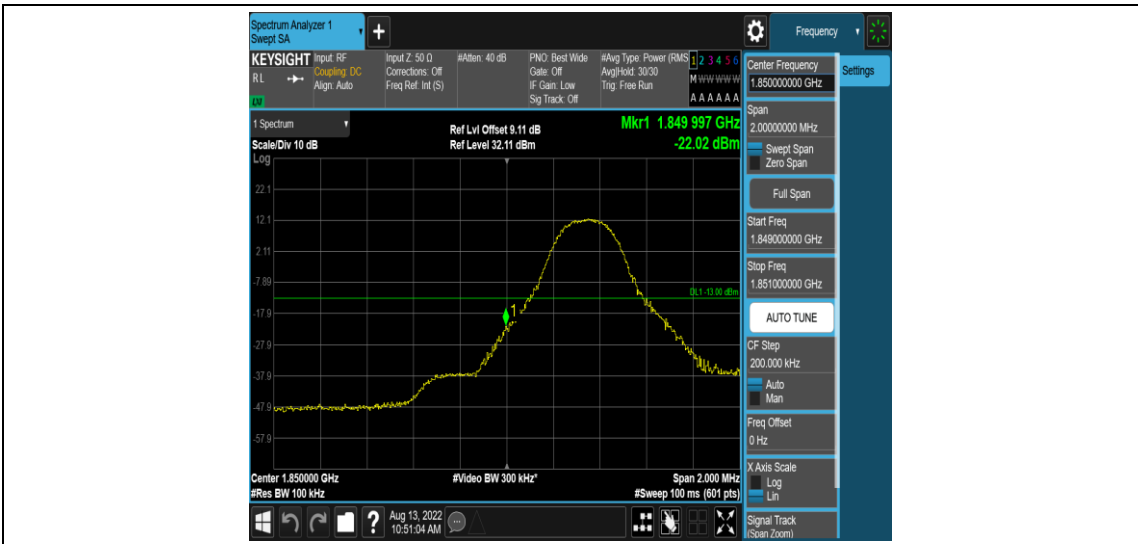 Spectrum Analyzer 1
Swept SA
+
Frequency
KEYSIGHT
RL
LXI
Input: RF
Coupling: DC
Align: Auto
Input Z: 50 Ω
Corrections: Off
Freq Ref: Int (S)
#Atten: 40 dB
PNO: Best Wide
Gate: Off
IF Gain: Low
Sig Track: Off
#Avg Type: Power (RMS
Avg|Hold: 30/30
Trig: Free Run
1 2 3 4 5 6
M W W W W W
A A A A A A
Center Frequency
1.850000000 GHz
Settings
Span
2.00000000 MHz
Swept Span
Zero Span
Full Span
Start Freq
1.849000000 GHz
Stop Freq
1.851000000 GHz
AUTO TUNE
CF Step
200.000 kHz
Auto
Man
Freq Offset
0 Hz
X Axis Scale
Log
Lin
Signal Track
(Span Zoom)
1 Spectrum
Scale/Div 10 dB
Ref Lvl Offset 9.11 dB
Ref Level 32.11 dBm
Mkr1 1.849 997 GHz
-22.02 dBm
Log
22.1
12.1
2.11
-7.89
DL1 -13.00 dBm
1
-17.9
-27.9
-37.9
-47.9
-57.9
Center 1.850000 GHz
#Video BW 300 kHz*
Span 2.000 MHz
#Res BW 100 kHz
#Sweep 100 ms (601 pts)
?
Aug 13, 2022
10:51:04 AM